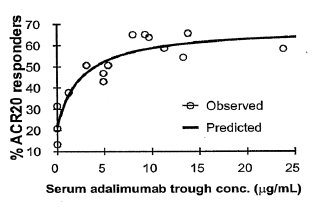 % ACR20 responders
70
60
50
40
30
20
10
Observed
Predicted
0 5 10 15 20 25
Serum adalimumab trough conc. (μg/mL)